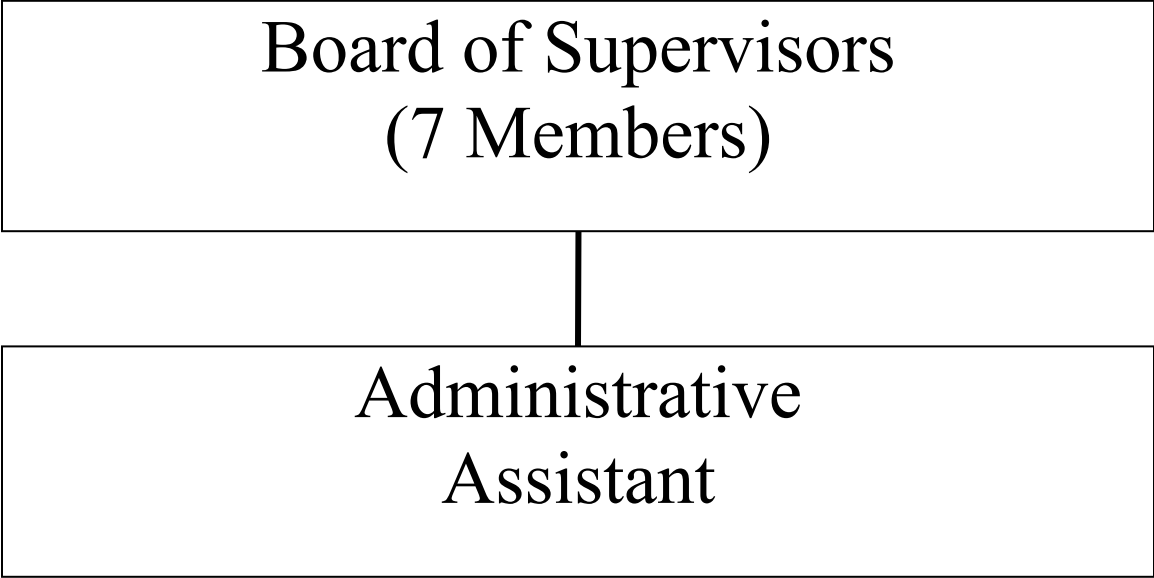 Board of Supervisors
(7 Members)
Administrative
Assistant